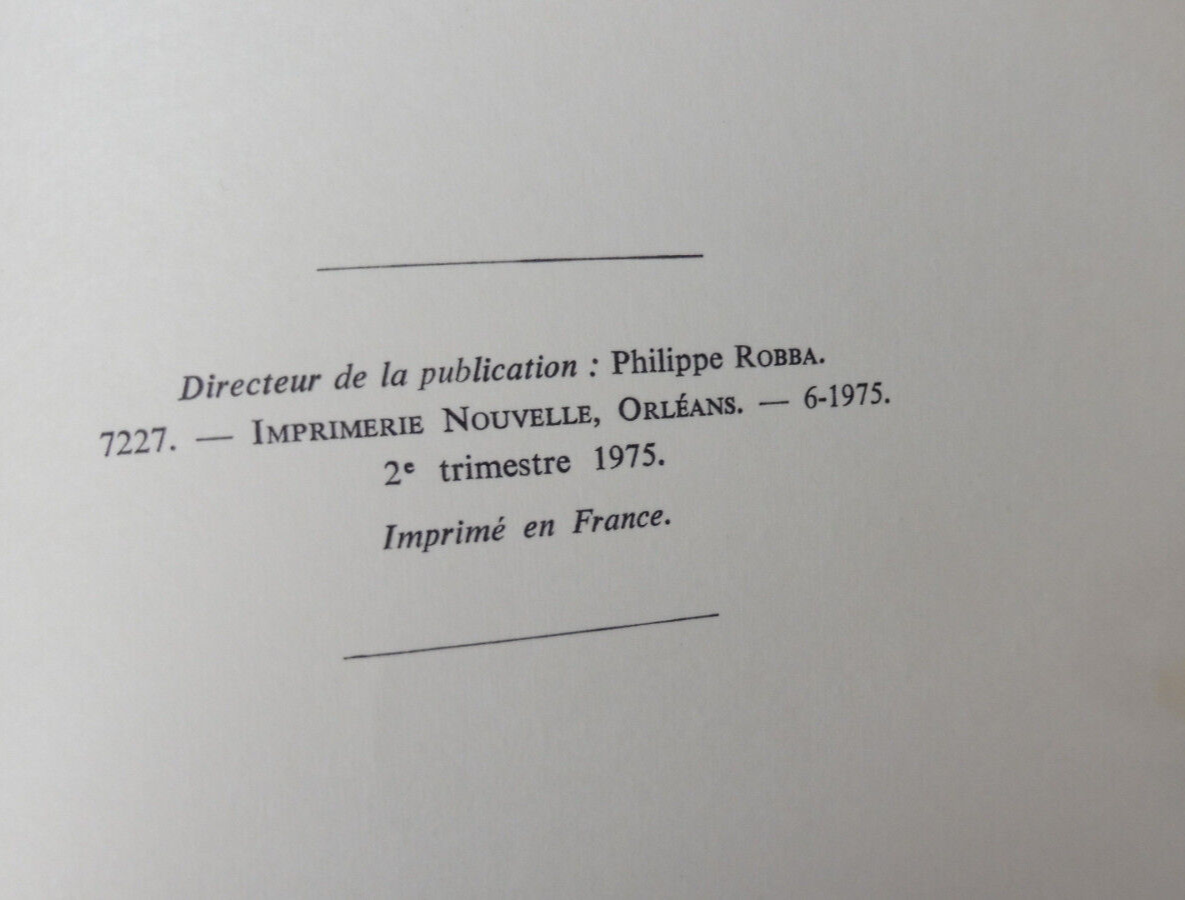 Directeur de la publication : Philippe ROBBA.
7227. — IMPRIMERIE NOUVELLE, ORLÉANS. — 6-1975.
2e trimestre 1975.
Imprimé en France.